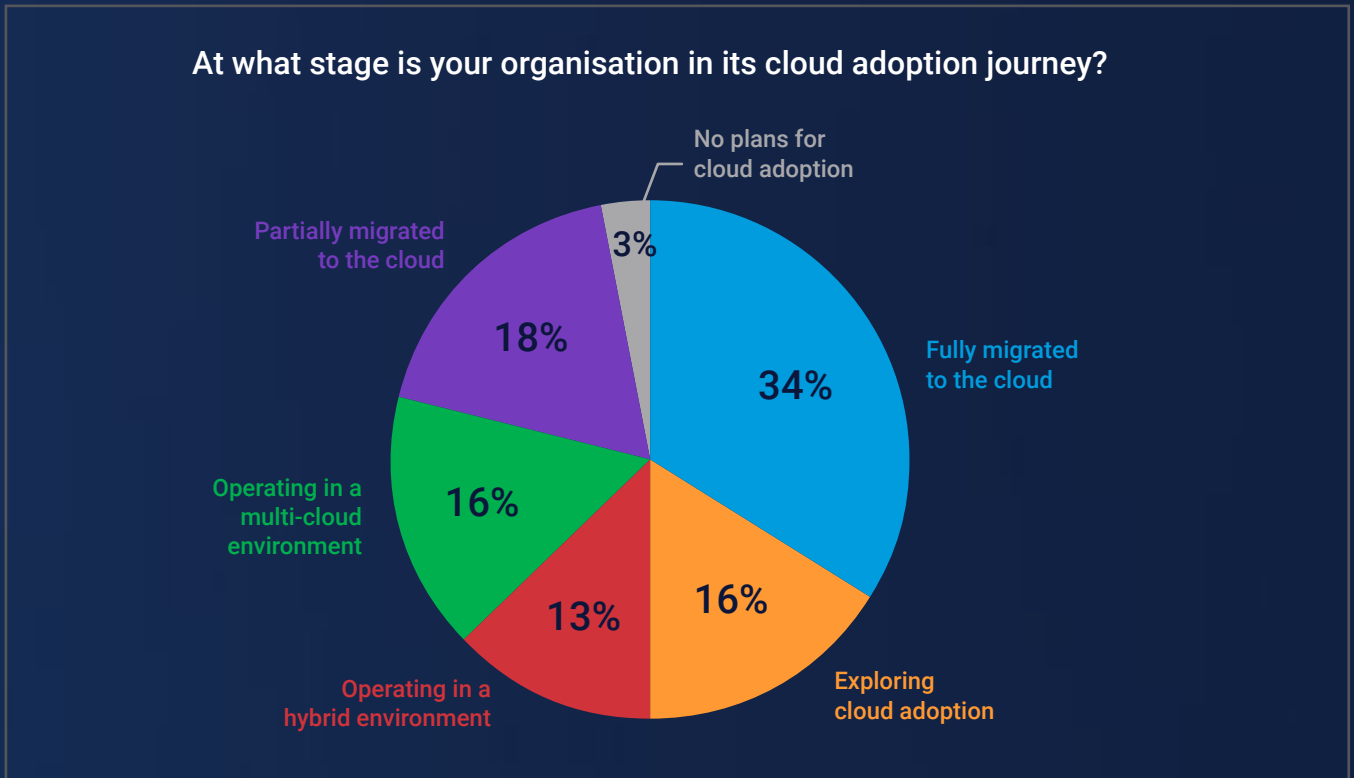 At what stage is your organisation in its cloud adoption journey?
No plans for
cloud adoption
3%
Partially migrated
to the cloud
18%
34%
Fully migrated
to the cloud
Operating in a
multi-cloud
environment
16%
13%
16%
Operating in a
hybrid environment
Exploring
cloud adoption